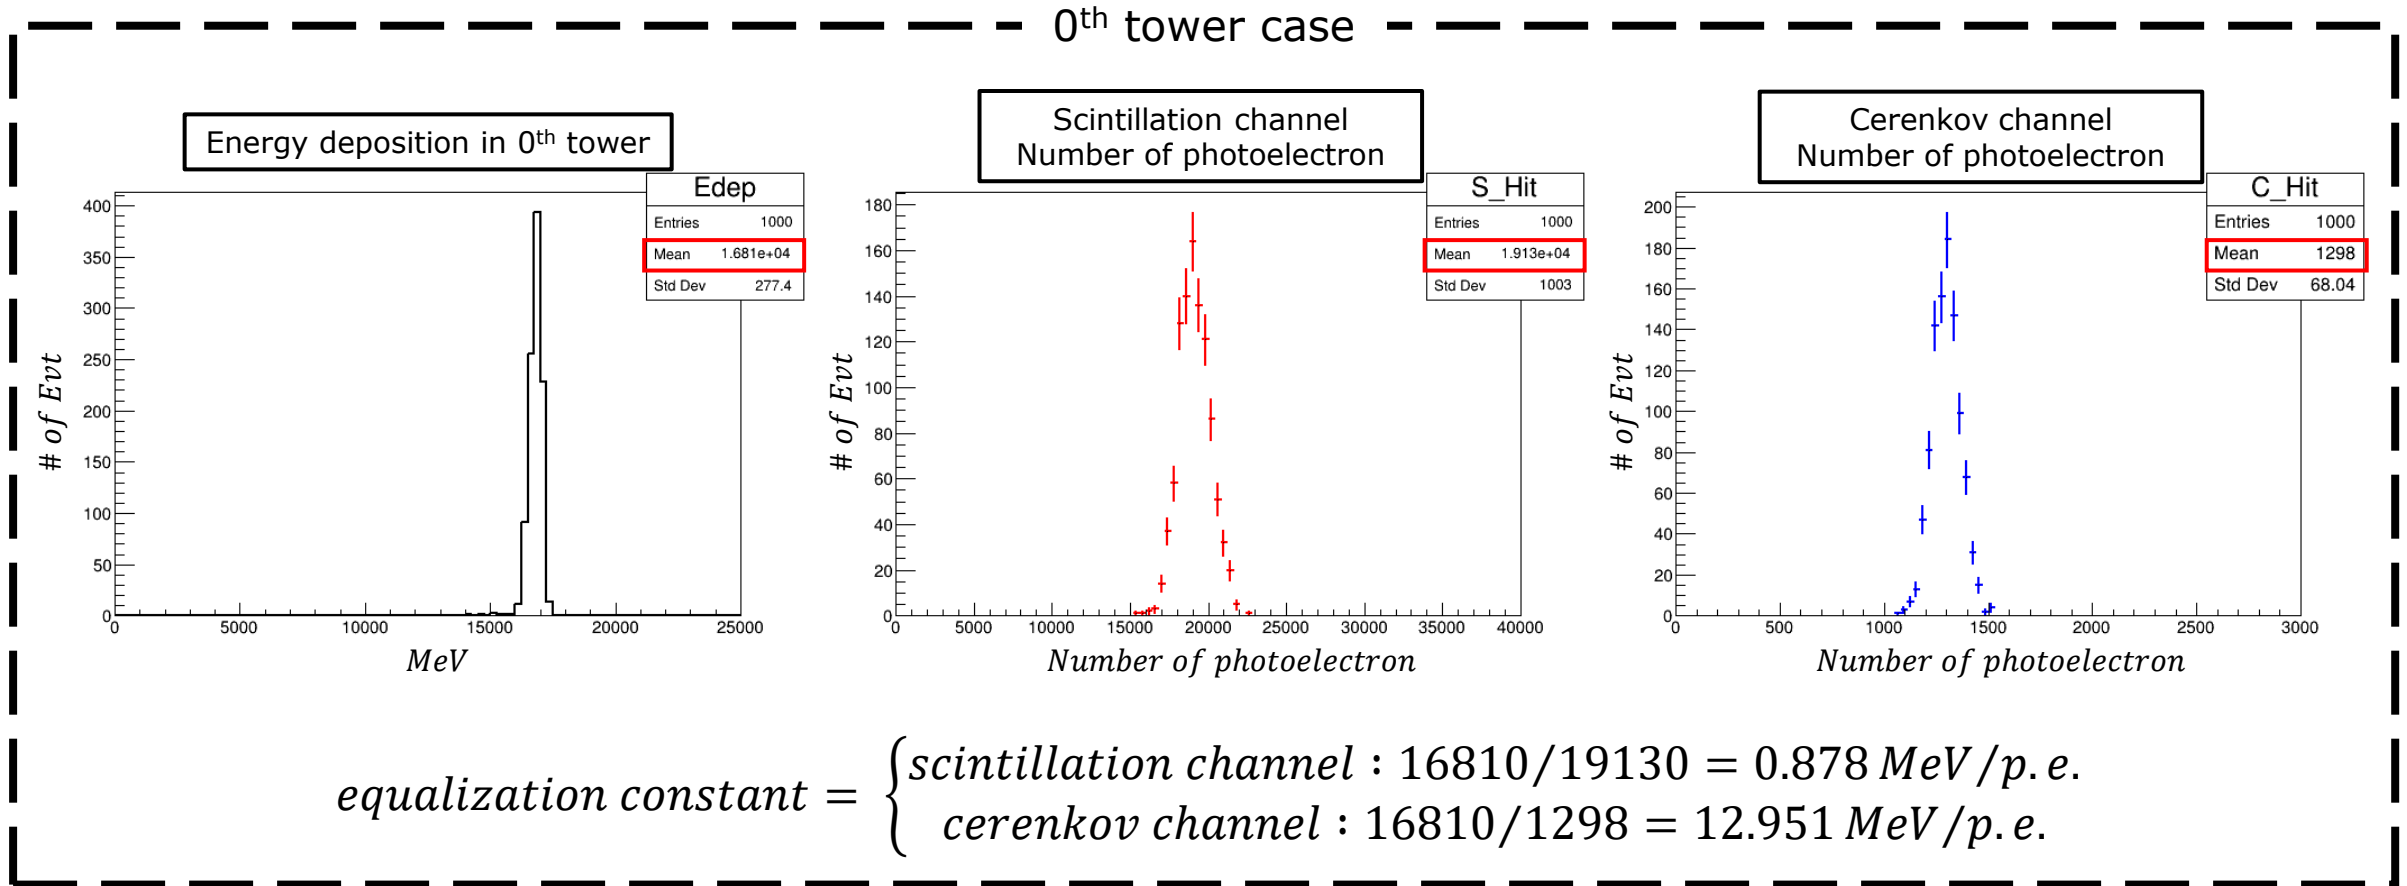 0th tower case
Energy deposition in 0th tower
Edep
Entries 1000
Mean 1.681e+04
Std Dev 277.4
# of Evt
400
350
300
250
200
150
100
50
0
0 5000 10000 15000 20000 25000
MeV
Scintillation channel
Number of photoelectron
S_Hit
Entries 1000
Mean 1.913e+04
Std Dev 1003
# of Evt
180
160
140
120
100
80
60
40
20
0
0 5000 10000 15000 20000 25000 30000 35000 40000
Number of photoelectron
Cerenkov channel
Number of photoelectron
C_Hit
Entries 1000
Mean 1298
Std Dev 68.04
# of Evt
200
180
160
140
120
100
80
60
40
20
0
0 500 1000 1500 2000 2500 3000
Number of photoelectron
equalization constant = {
scintillation channel : 16810/19130 = 0.878 MeV/p.e.
cerenkov channel : 16810/1298 = 12.951 MeV/p.e.